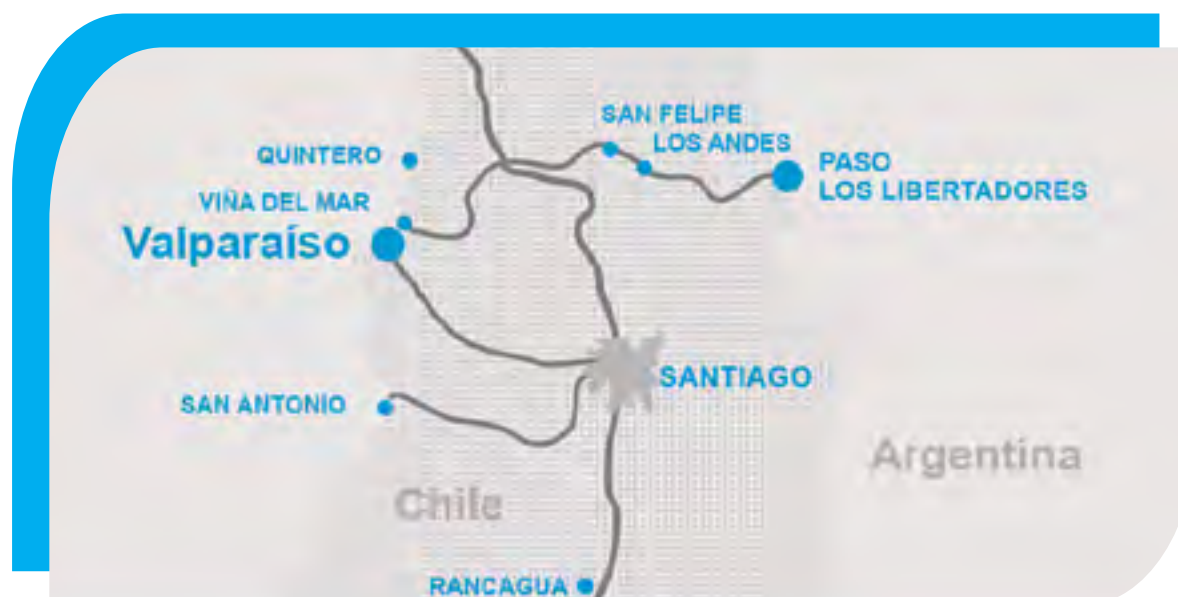 SAN FELIPE
LOS ANDES
QUINTERO
PASO
LOS LIBERTADORES
VIÑA DEL MAR
Valparaíso
SANTIAGO
SAN ANTONIO
Argentina
Chile
RANCAGUA